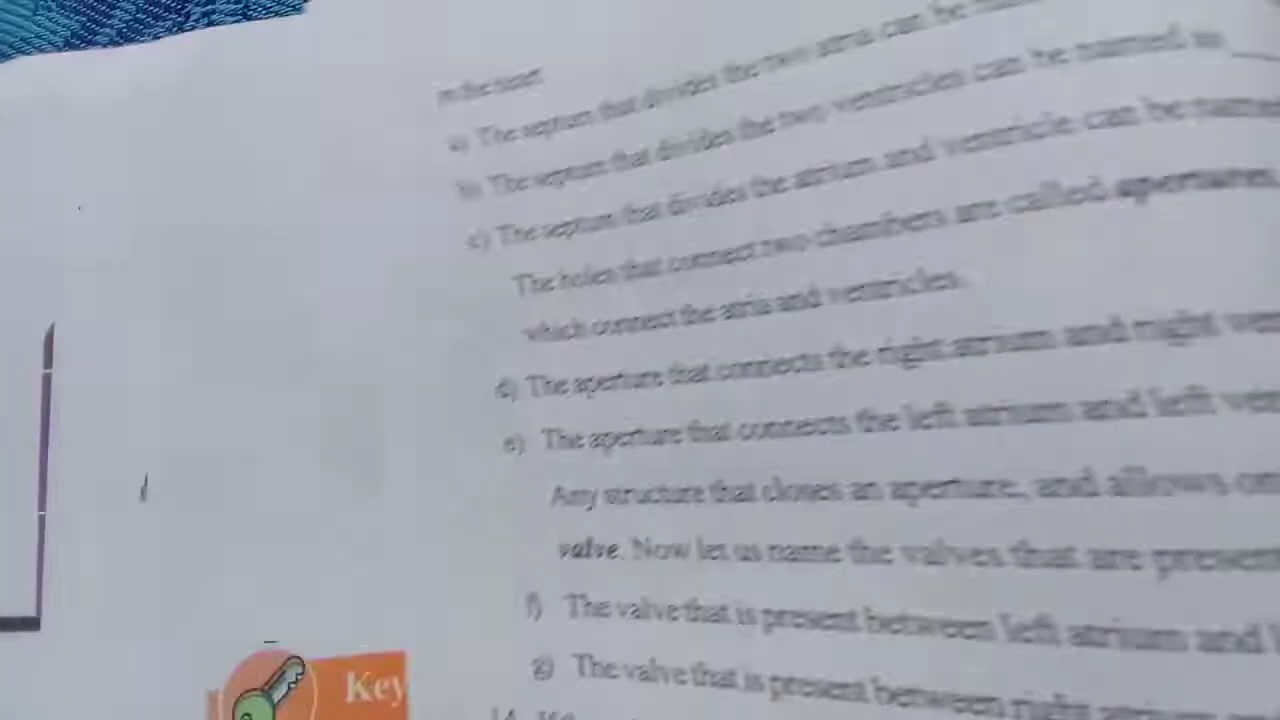 in the heart
a) The septum that divides the two atria can be
b) The septum that divides the two ventricles can be named as
c) The septum that divides the atrium and ventricle can be named
The holes that connect two chambers are called apertures
which connect the atria and ventricles.
d) The aperture that connects the right atrium and right
e) The aperture that connects the left atrium and left
Any structure that closes an aperture, and allows
valve. Now let us name the valves that are present
f) The valve that is present between left atrium and
g) The valve that is present between right atrium
14.
Key